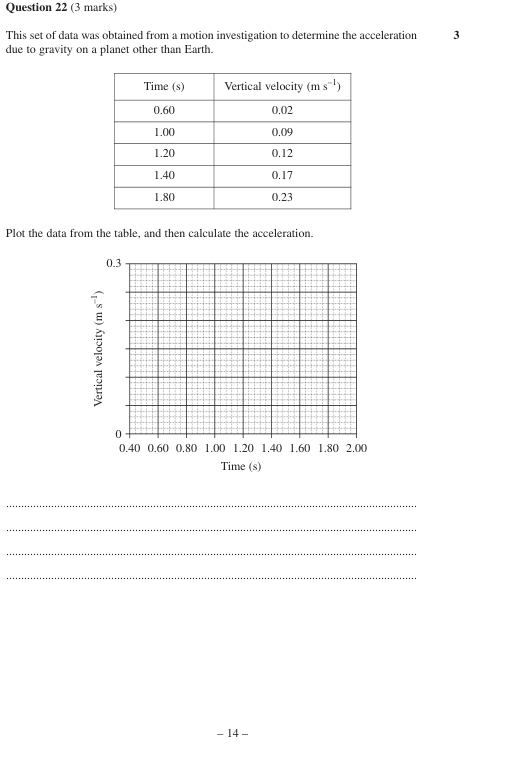 Question 22 (3 marks)
This set of data was obtained from a motion investigation to determine the acceleration 3
due to gravity on a planet other than Earth.
Time (s) Vertical velocity (m s⁻¹)
0.60 0.02
1.00 0.09
1.20 0.12
1.40 0.17
1.80 0.23
Plot the data from the table, and then calculate the acceleration.
0.3
Vertical velocity (m s⁻¹)
0
0.40 0.60 0.80 1.00 1.20 1.40 1.60 1.80 2.00
Time (s)
– 14 –